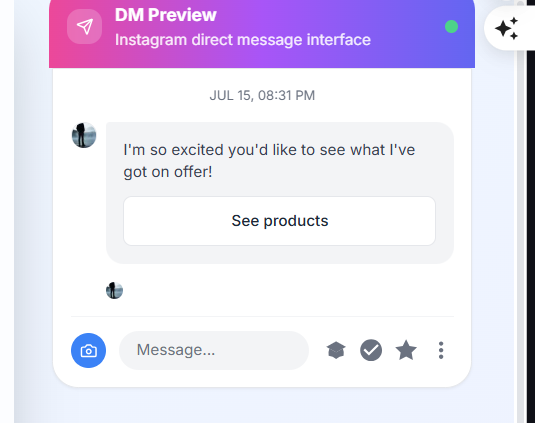 DM Preview
Instagram direct message interface
JUL 15, 08:31 PM
I'm so excited you'd like to see what I've
got on offer!
See products
Message...